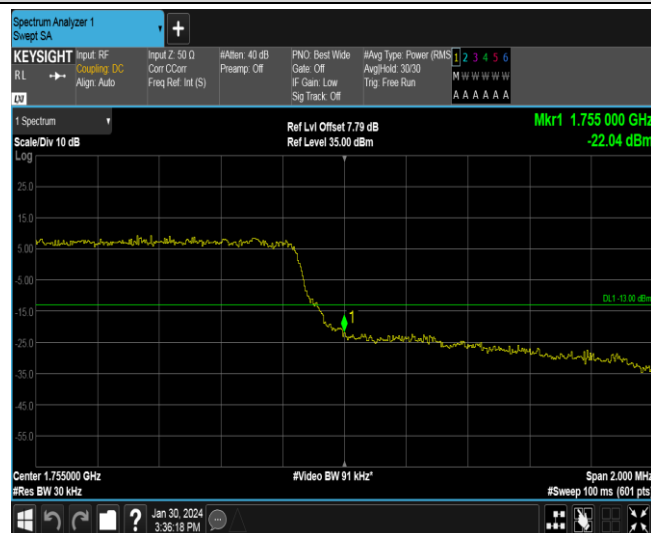 Spectrum Analyzer 1
Swept SA
+
KEYSIGHT
RL
LXI
Input: RF
Coupling: DC
Align: Auto
Input Z: 50 Ω
Corr CCorr
Freq Ref: Int (S)
#Atten: 40 dB
Preamp: Off
PNO: Best Wide
Gate: Off
IF Gain: Low
Sig Track: Off
#Avg Type: Power (RMS
Avg|Hold: 30/30
Trig: Free Run
1 2 3 4 5 6
M W W W W W
A A A A A A
1 Spectrum
Scale/Div 10 dB
Ref Lvl Offset 7.79 dB
Ref Level 35.00 dBm
Mkr1 1.755 000 GHz
-22.04 dBm
Log
25.0
15.0
5.00
-5.00
-15.0
-25.0
-35.0
-45.0
-55.0
DL1 -13.00 dBm
1
Center 1.755000 GHz
#Res BW 30 kHz
#Video BW 91 kHz*
Span 2.000 MHz
#Sweep 100 ms (601 pts)
?
Jan 30, 2024
3:36:18 PM